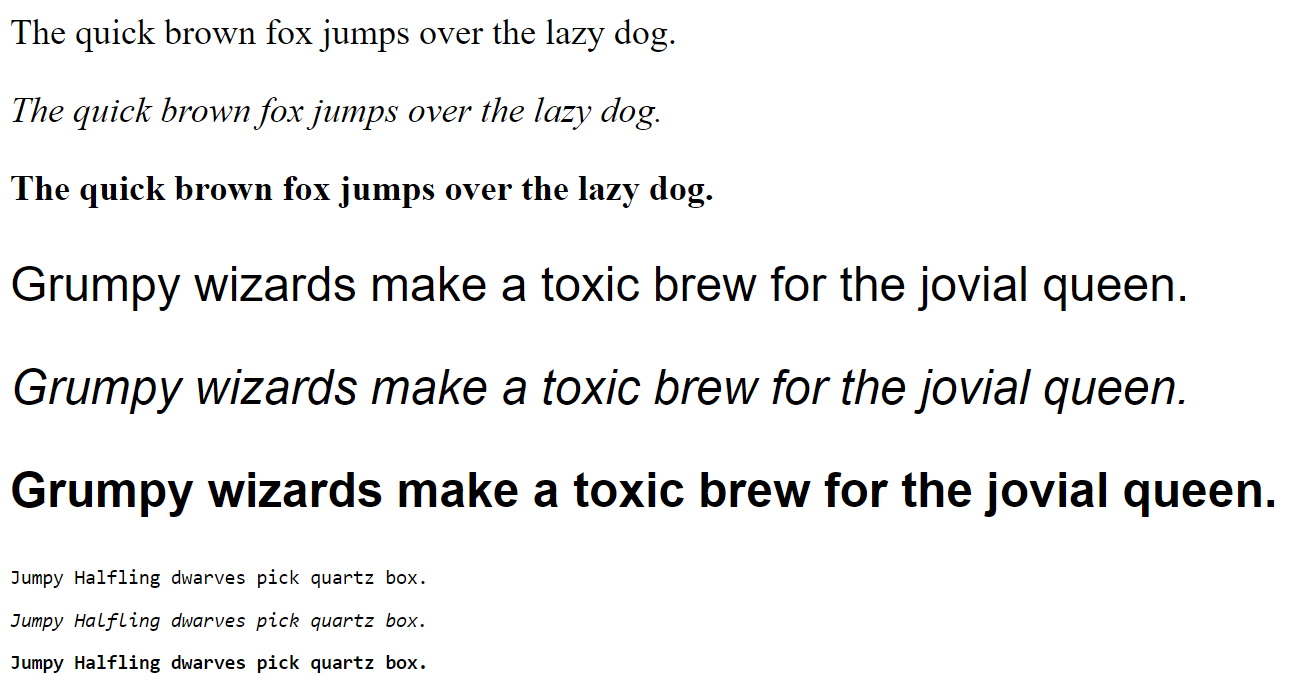 The quick brown fox jumps over the lazy dog.
The quick brown fox jumps over the lazy dog.
The quick brown fox jumps over the lazy dog.
Grumpy wizards make a toxic brew for the jovial queen.
Grumpy wizards make a toxic brew for the jovial queen.
Grumpy wizards make a toxic brew for the jovial queen.
Jumpy Halfling dwarves pick quartz box.
Jumpy Halfling dwarves pick quartz box.
Jumpy Halfling dwarves pick quartz box.